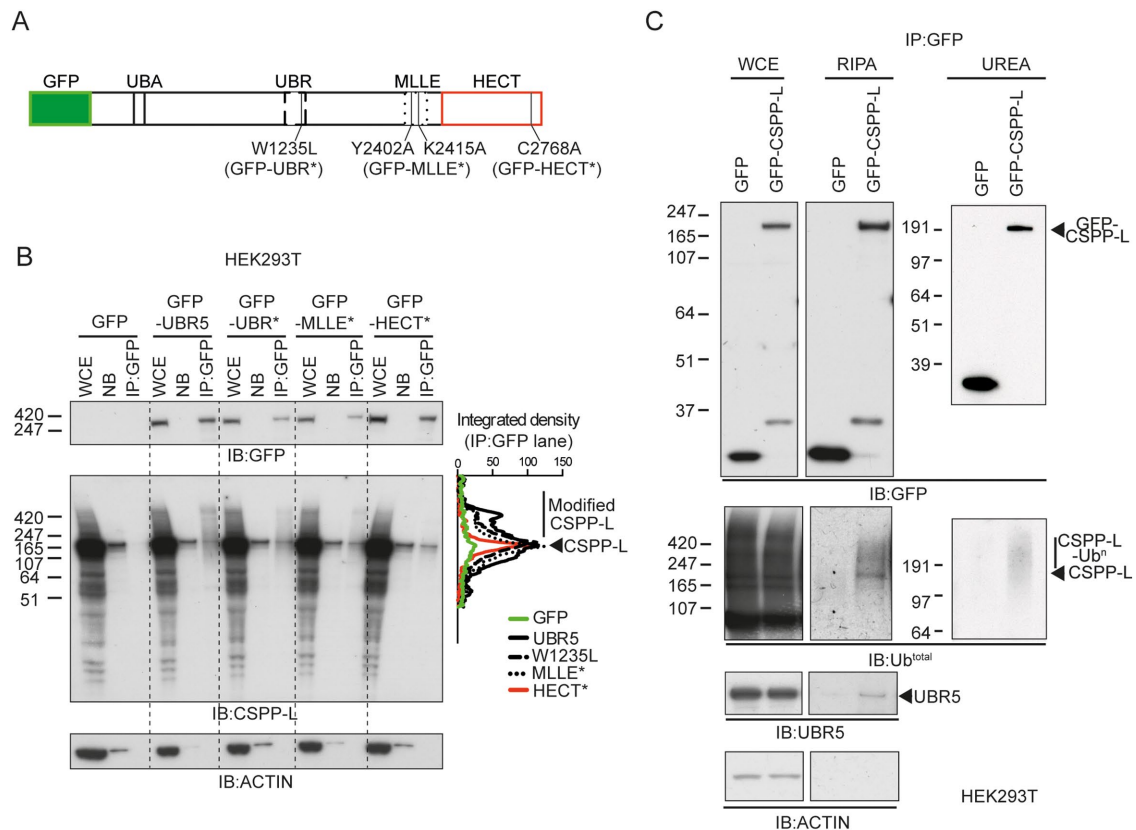 A
GFP UBA UBR MLLE HECT
W1235L Y2402A K2415A C2768A
(GFP-UBR*) (GFP-MLLE*) (GFP-HECT*)
B
HEK293T
GFP GFP-UBR5 GFP-UBR* GFP-MLLE* GFP-HECT*
WCE NB IP:GFP WCE NB IP:GFP WCE NB IP:GFP WCE NB IP:GFP WCE NB IP:GFP
420
247
IB:GFP
Integrated density
(IP:GFP lane)
0 50 100 150
420
247
165
107
64
51
Modified
CSPP-L
CSPP-L
GFP
UBR5
W1235L
MLLE*
HECT*
IB:CSPP-L
IB:ACTIN
C
IP:GFP
WCE RIPA UREA
GFP GFP-CSPP-L GFP GFP-CSPP-L GFP GFP-CSPP-L
247
165
107
64
51
37
191
97
64
51
39
GFP-
CSPP-L
IB:GFP
420
247
165
107
191
97
64
CSPP-L
-Ubⁿ
CSPP-L
IB:Ubtotal
UBR5
IB:UBR5
IB:ACTIN
HEK293T